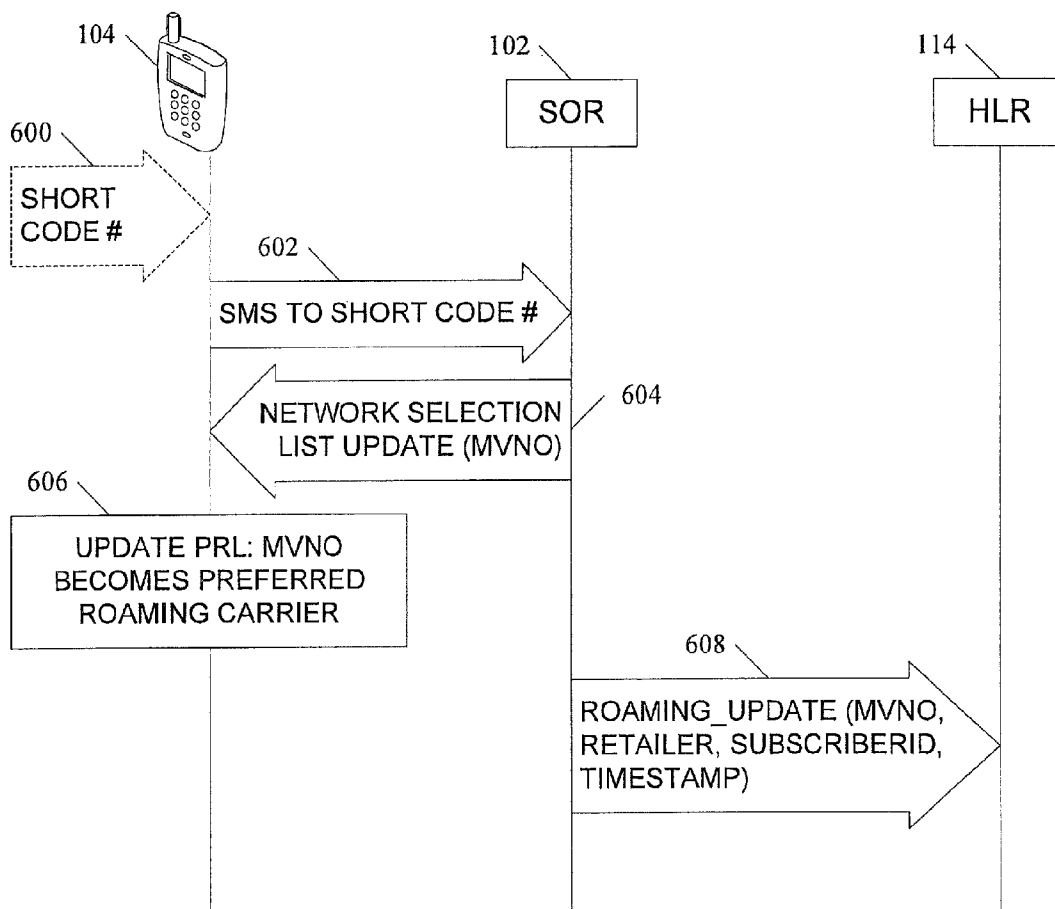 104
102
114
SOR
HLR
600
SHORT
CODE #
602
SMS TO SHORT CODE #
NETWORK SELECTION
LIST UPDATE (MVNO)
604
606
UPDATE PRL: MVNO
BECOMES PREFERRED
ROAMING CARRIER
608
ROAMING_UPDATE (MVNO,
RETAILER, SUBSCRIBERID,
TIMESTAMP)